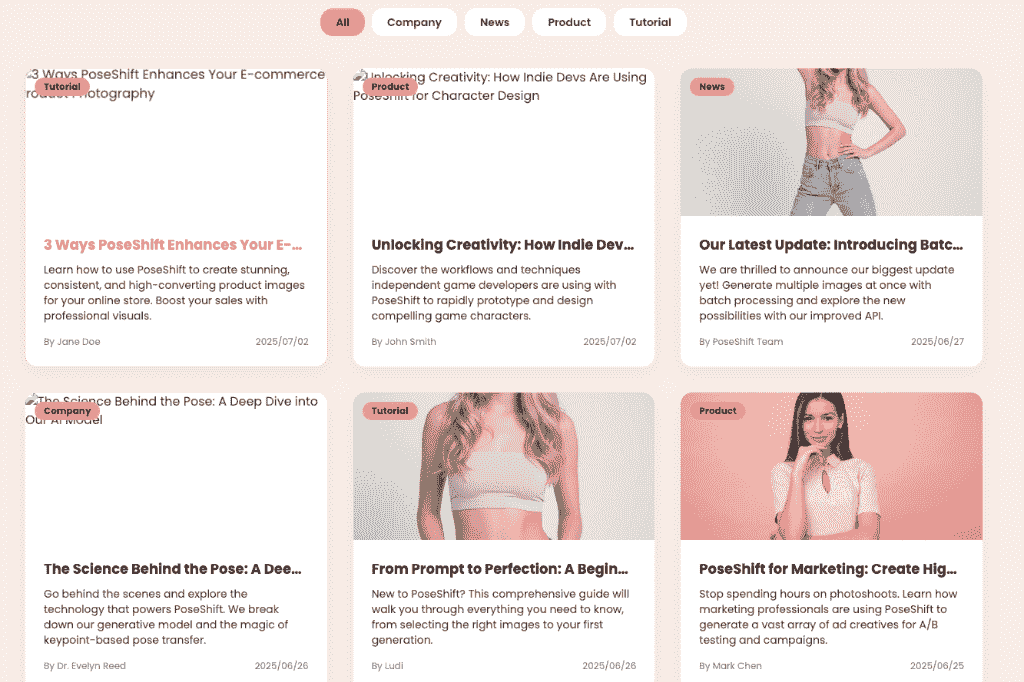 All Company News Product Tutorial
3 Ways PoseShift Enhances Your E-commerce
Product Photography
Tutorial
3 Ways PoseShift Enhances Your E-...
Learn how to use PoseShift to create stunning,
consistent, and high-converting product images
for your online store. Boost your sales with
professional visuals.
By Jane Doe 2025/07/02
Unlocking Creativity: How Indie Devs Are Using
PoseShift for Character Design
Product
Unlocking Creativity: How Indie Dev...
Discover the workflows and techniques
independent game developers are using with
PoseShift to rapidly prototype and design
compelling game characters.
By John Smith 2025/07/02
News
Our Latest Update: Introducing Batc...
We are thrilled to announce our biggest update
yet! Generate multiple images at once with
batch processing and explore the new
possibilities with our improved API.
By PoseShift Team 2025/06/27
The Science Behind the Pose: A Deep Dive into
Our AI Model
Company
The Science Behind the Pose: A Dee...
Go behind the scenes and explore the
technology that powers PoseShift. We break
down our generative model and the magic of
keypoint-based pose transfer.
By Dr. Evelyn Reed 2025/06/26
Tutorial
From Prompt to Perfection: A Begin...
New to PoseShift? This comprehensive guide will
walk you through everything you need to know,
from selecting the right images to your first
generation.
By Ludi 2025/06/26
Product
PoseShift for Marketing: Create Hig...
Stop spending hours on photoshoots. Learn how
marketing professionals are using PoseShift to
generate a vast array of ad creatives for A/B
testing and campaigns.
By Mark Chen 2025/06/25